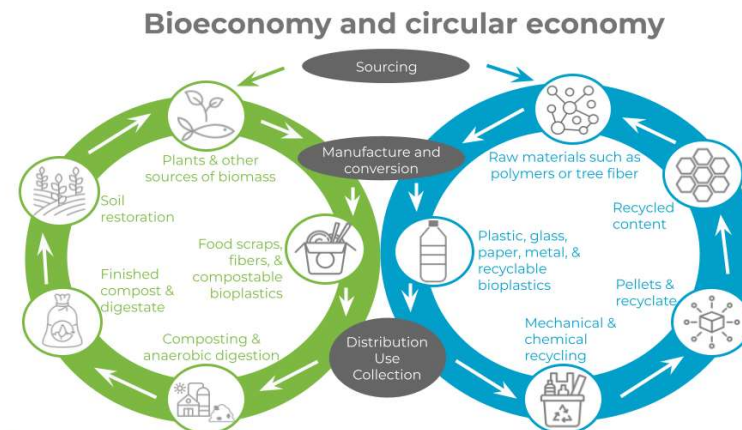 Bioeconomy and circular economy
Sourcing
Plants & other
sources of biomass
Manufacture and
conversion
Raw materials such as
polymers or tree fiber
Soil
restoration
Recycled
content
Food scraps,
fibers, &
compostable
bioplastics
Plastic, glass,
paper, metal, &
recyclable
bioplastics
Finished
compost &
digestate
Pellets &
recyclate
Composting &
anaerobic digestion
Distribution
Use
Collection
Mechanical &
chemical
recycling